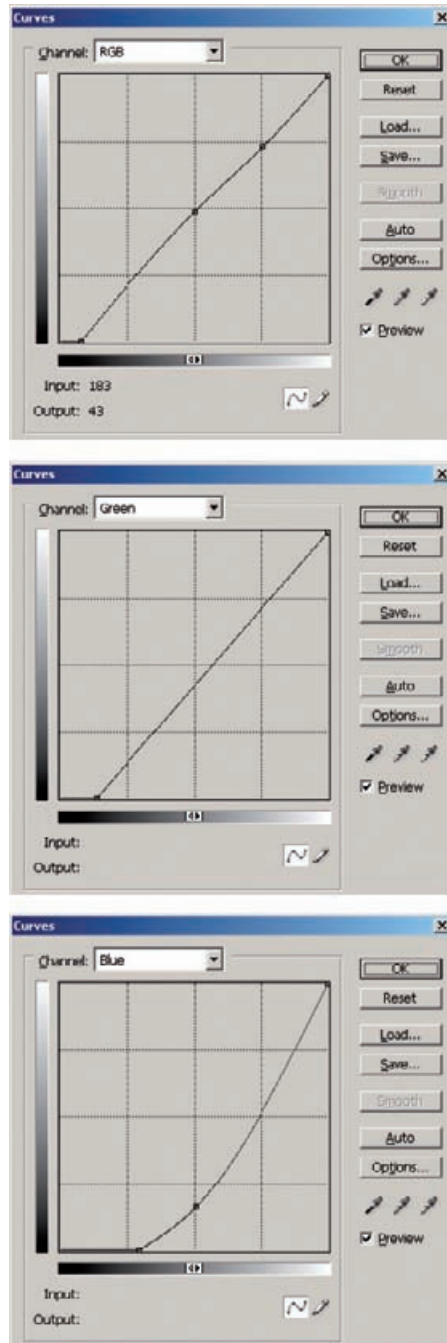 Curves
Channel: RGB
OK
Reset
Load...
Save...
Smooth
Auto
Options...
Preview
Input: 183
Output: 43
Curves
Channel: Green
OK
Reset
Load...
Save...
Smooth
Auto
Options...
Preview
Input:
Output:
Curves
Channel: Blue
OK
Reset
Load...
Save...
Smooth
Auto
Options...
Preview
Input:
Output: